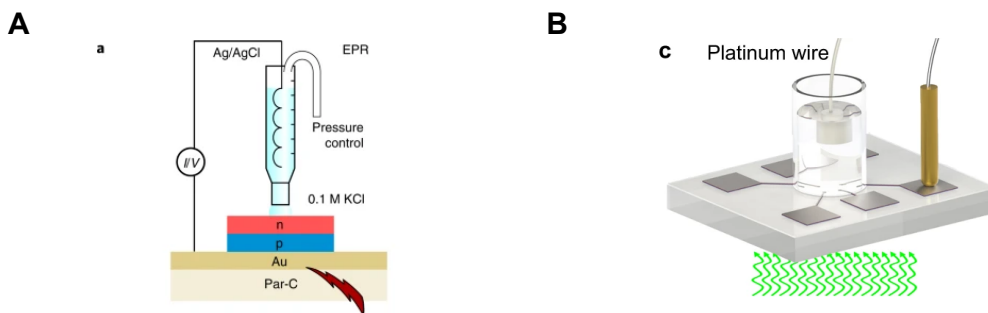 A
a
Ag/AgCl
EPR
Pressure
control
I/V
0.1 M KCl
n
p
Au
Par-C
B
c
Platinum wire